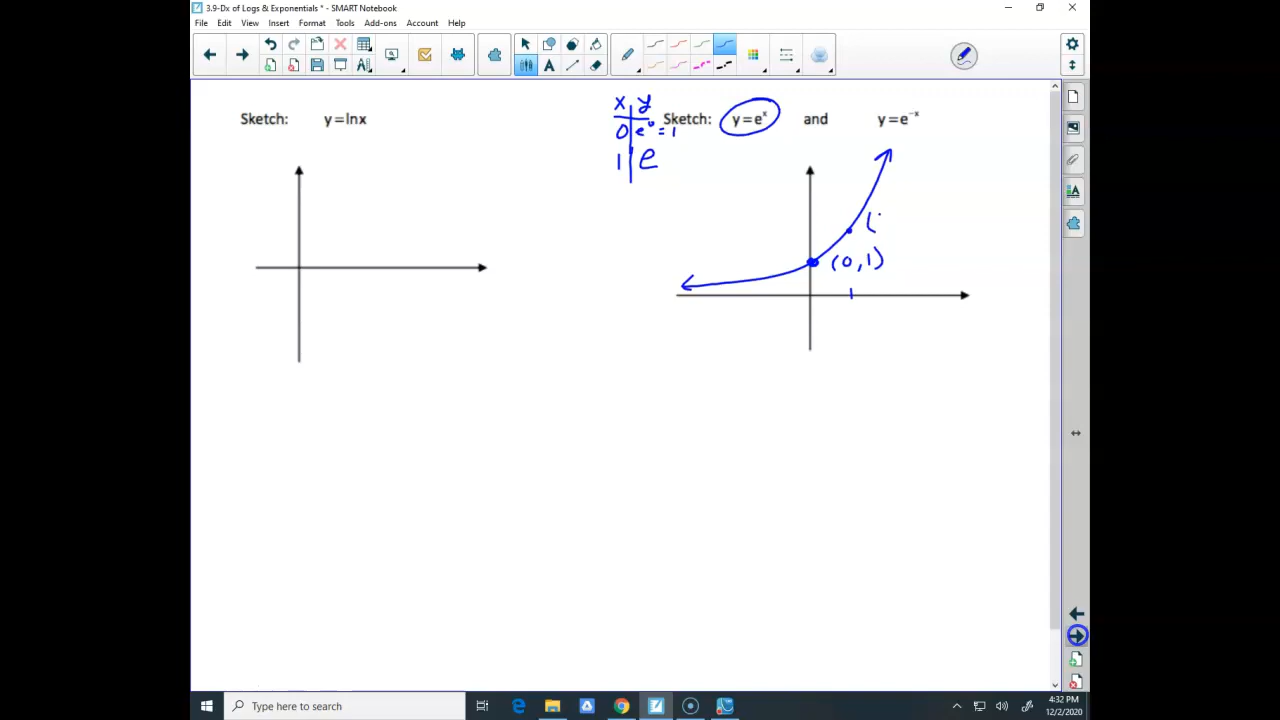 3.9-Dx of Logs & Exponentials * - SMART Notebook
File Edit View Insert Format Tools Add-ons Account Help
Sketch: y=lnx
x y
0 e⁰ = 1
1 e
Sketch: y=eˣ and y=e⁻ˣ
(
(0,1)
1
Type here to search
4:32 PM
12/2/2020